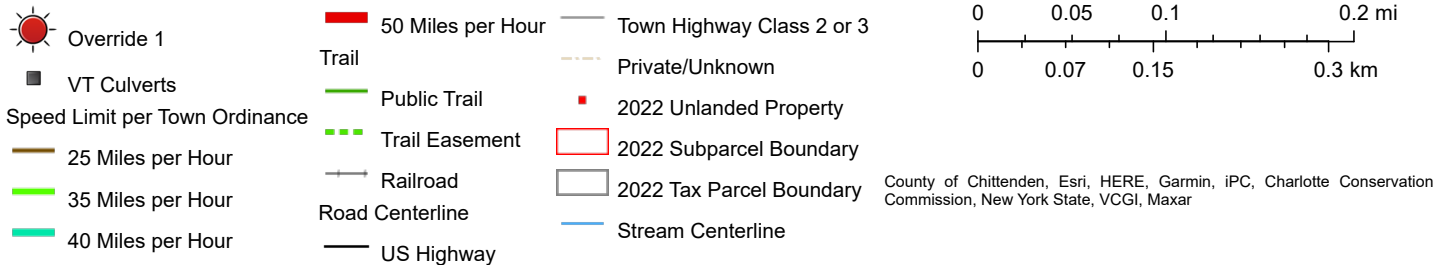 Override 1
VT Culverts
Speed Limit per Town Ordinance
25 Miles per Hour
35 Miles per Hour
40 Miles per Hour
50 Miles per Hour
Trail
Public Trail
Trail Easement
Railroad
Road Centerline
US Highway
Town Highway Class 2 or 3
Private/Unknown
2022 Unlanded Property
2022 Subparcel Boundary
2022 Tax Parcel Boundary
Stream Centerline
0 0.05 0.1 0.2 mi
0 0.07 0.15 0.3 km
County of Chittenden, Esri, HERE, Garmin, iPC, Charlotte Conservation
Commission, New York State, VCGI, Maxar